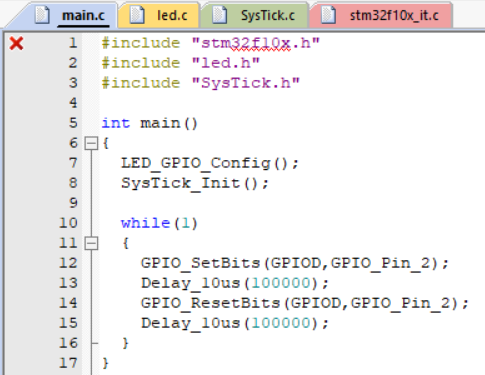 main.c led.c SysTick.c stm32f10x_it.c
1 #include "stm32f10x.h"
2 #include "led.h"
3 #include "SysTick.h"
4
5 int main()
6 {
7 LED_GPIO_Config();
8 SysTick_Init();
9
10 while(1)
11 {
12 GPIO_SetBits(GPIOD,GPIO_Pin_2);
13 Delay_10us(100000);
14 GPIO_ResetBits(GPIOD,GPIO_Pin_2);
15 Delay_10us(100000);
16 }
17 }